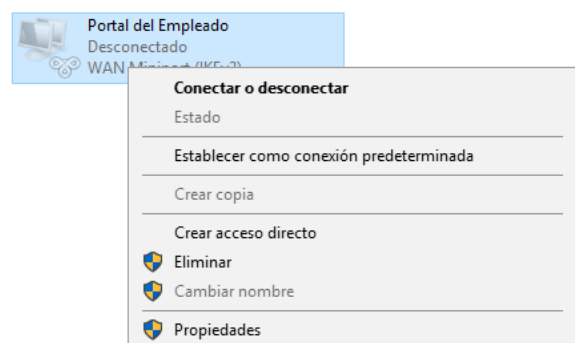 Portal del Empleado
Desconectado
WAN Miniport (IKEv2)
Conectar o desconectar
Estado
Establecer como conexión predeterminada
Crear copia
Crear acceso directo
Eliminar
Cambiar nombre
Propiedades